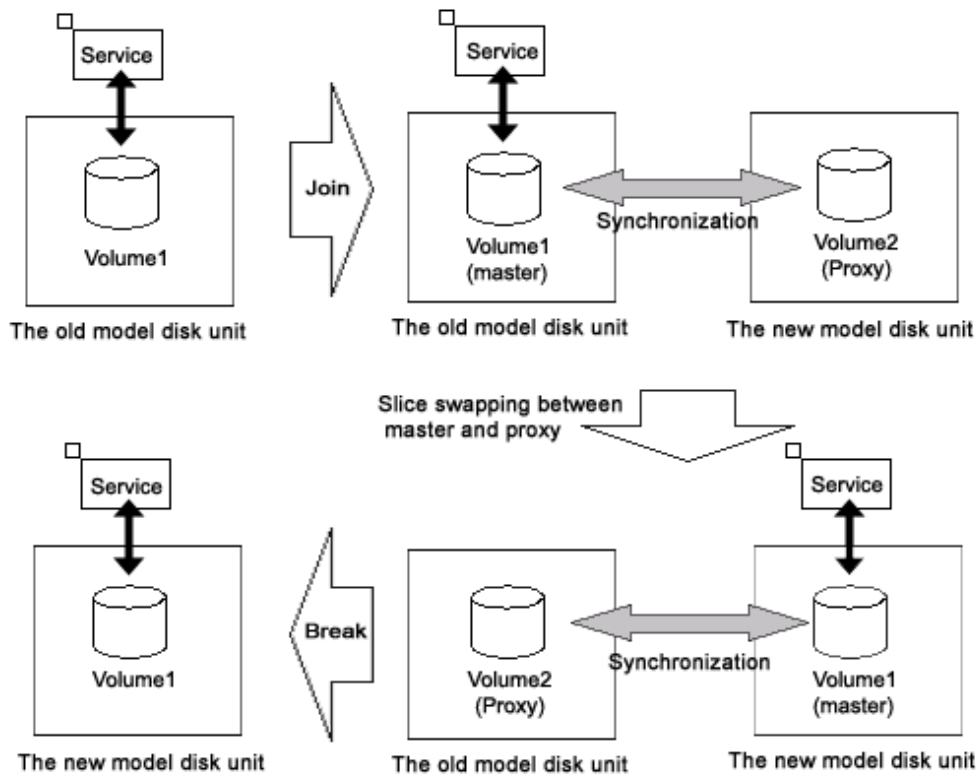 Service
Volume1
The old model disk unit
Join
Service
Volume1
(master)
The old model disk unit
Synchronization
Volume2
(Proxy)
The new model disk unit
Slice swapping between
master and proxy
Service
Volume1
(master)
The new model disk unit
Synchronization
Volume2
(Proxy)
The old model disk unit
Break
Service
Volume1
The new model disk unit